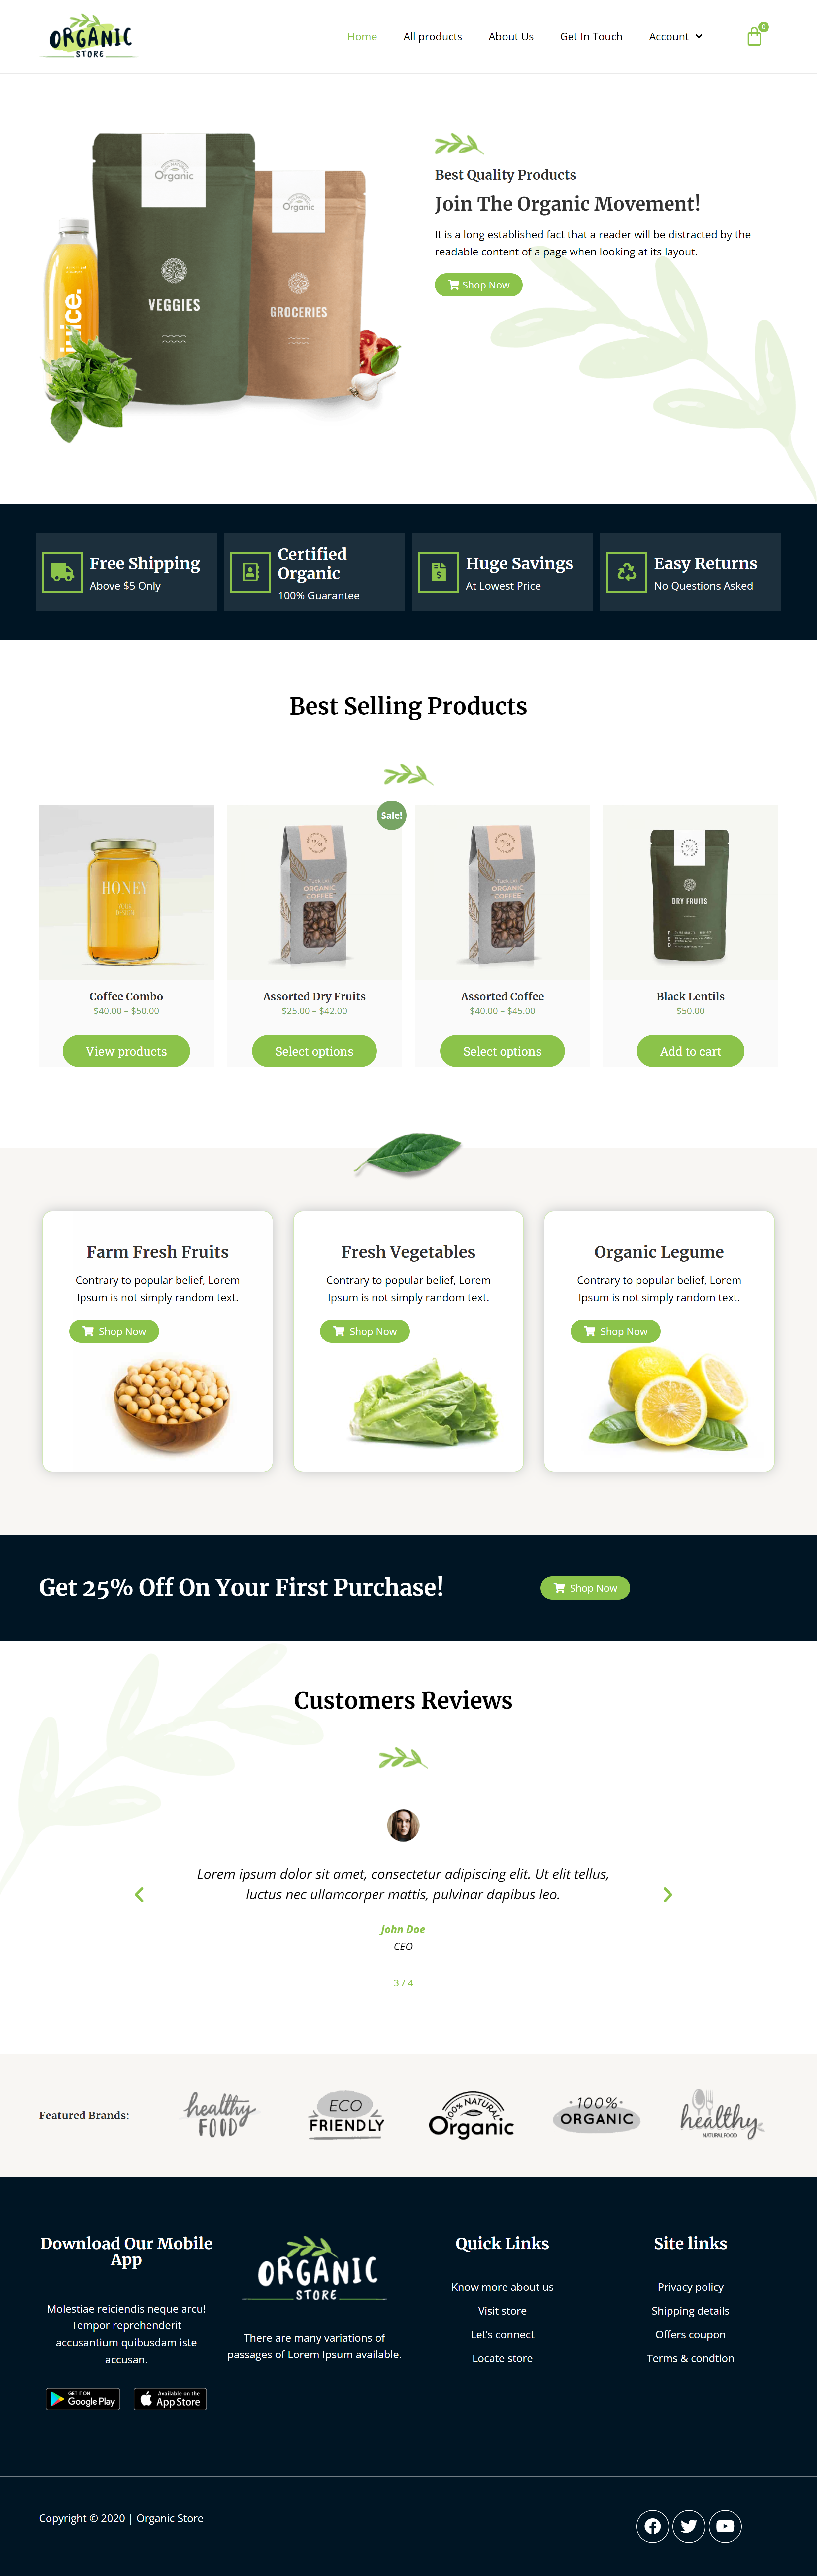 ORGANIC
STORE
Home
All products
About Us
Get In Touch
Account
0
Organic
Organic
VEGGIES
GROCERIES
juice.
Best Quality Products
Join The Organic Movement!
It is a long established fact that a reader will be distracted by the
readable content of a page when looking at its layout.
Shop Now
Free Shipping
Above $5 Only
Certified
Organic
100% Guarantee
Huge Savings
At Lowest Price
Easy Returns
No Questions Asked
Best Selling Products
Sale!
HONEY
ORGANIC
COFFEE
ORGANIC
COFFEE
DRY FRUITS
Coffee Combo
$40.00 – $50.00
View products
Assorted Dry Fruits
$25.00 – $42.00
Select options
Assorted Coffee
$40.00 – $45.00
Select options
Black Lentils
$50.00
Add to cart
Farm Fresh Fruits
Contrary to popular belief, Lorem
Ipsum is not simply random text.
Shop Now
Fresh Vegetables
Contrary to popular belief, Lorem
Ipsum is not simply random text.
Shop Now
Organic Legume
Contrary to popular belief, Lorem
Ipsum is not simply random text.
Shop Now
Get 25% Off On Your First Purchase!
Shop Now
Customers Reviews
Lorem ipsum dolor sit amet, consectetur adipiscing elit. Ut elit tellus,
luctus nec ullamcorper mattis, pulvinar dapibus leo.
John Doe
CEO
3 / 4
Featured Brands:
healthy
FOOD
ECO
FRIENDLY
100% NATURAL
Organic
100%
ORGANIC
healthy
NATURAL FOOD
Download Our Mobile
App
Molestiae reiciendis neque arcu!
Tempor reprehenderit
accusantium quibusdam iste
accusan.
GET IT ON
Google Play
Available on the
App Store
ORGANIC
STORE
There are many variations of
passages of Lorem Ipsum available.
Quick Links
Know more about us
Visit store
Let's connect
Locate store
Site links
Privacy policy
Shipping details
Offers coupon
Terms & condtion
Copyright © 2020 | Organic Store